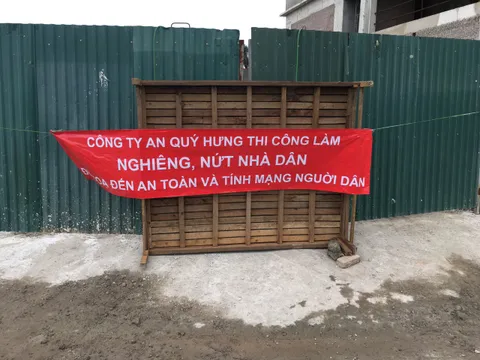 CÔNG TY AN QUÝ HƯNG THI CÔNG LÀM
NGHIÊNG, NỨT NHÀ DÂN
ĐẾN AN TOÀN VÀ TÍNH MẠNG NGUỜI DÂN